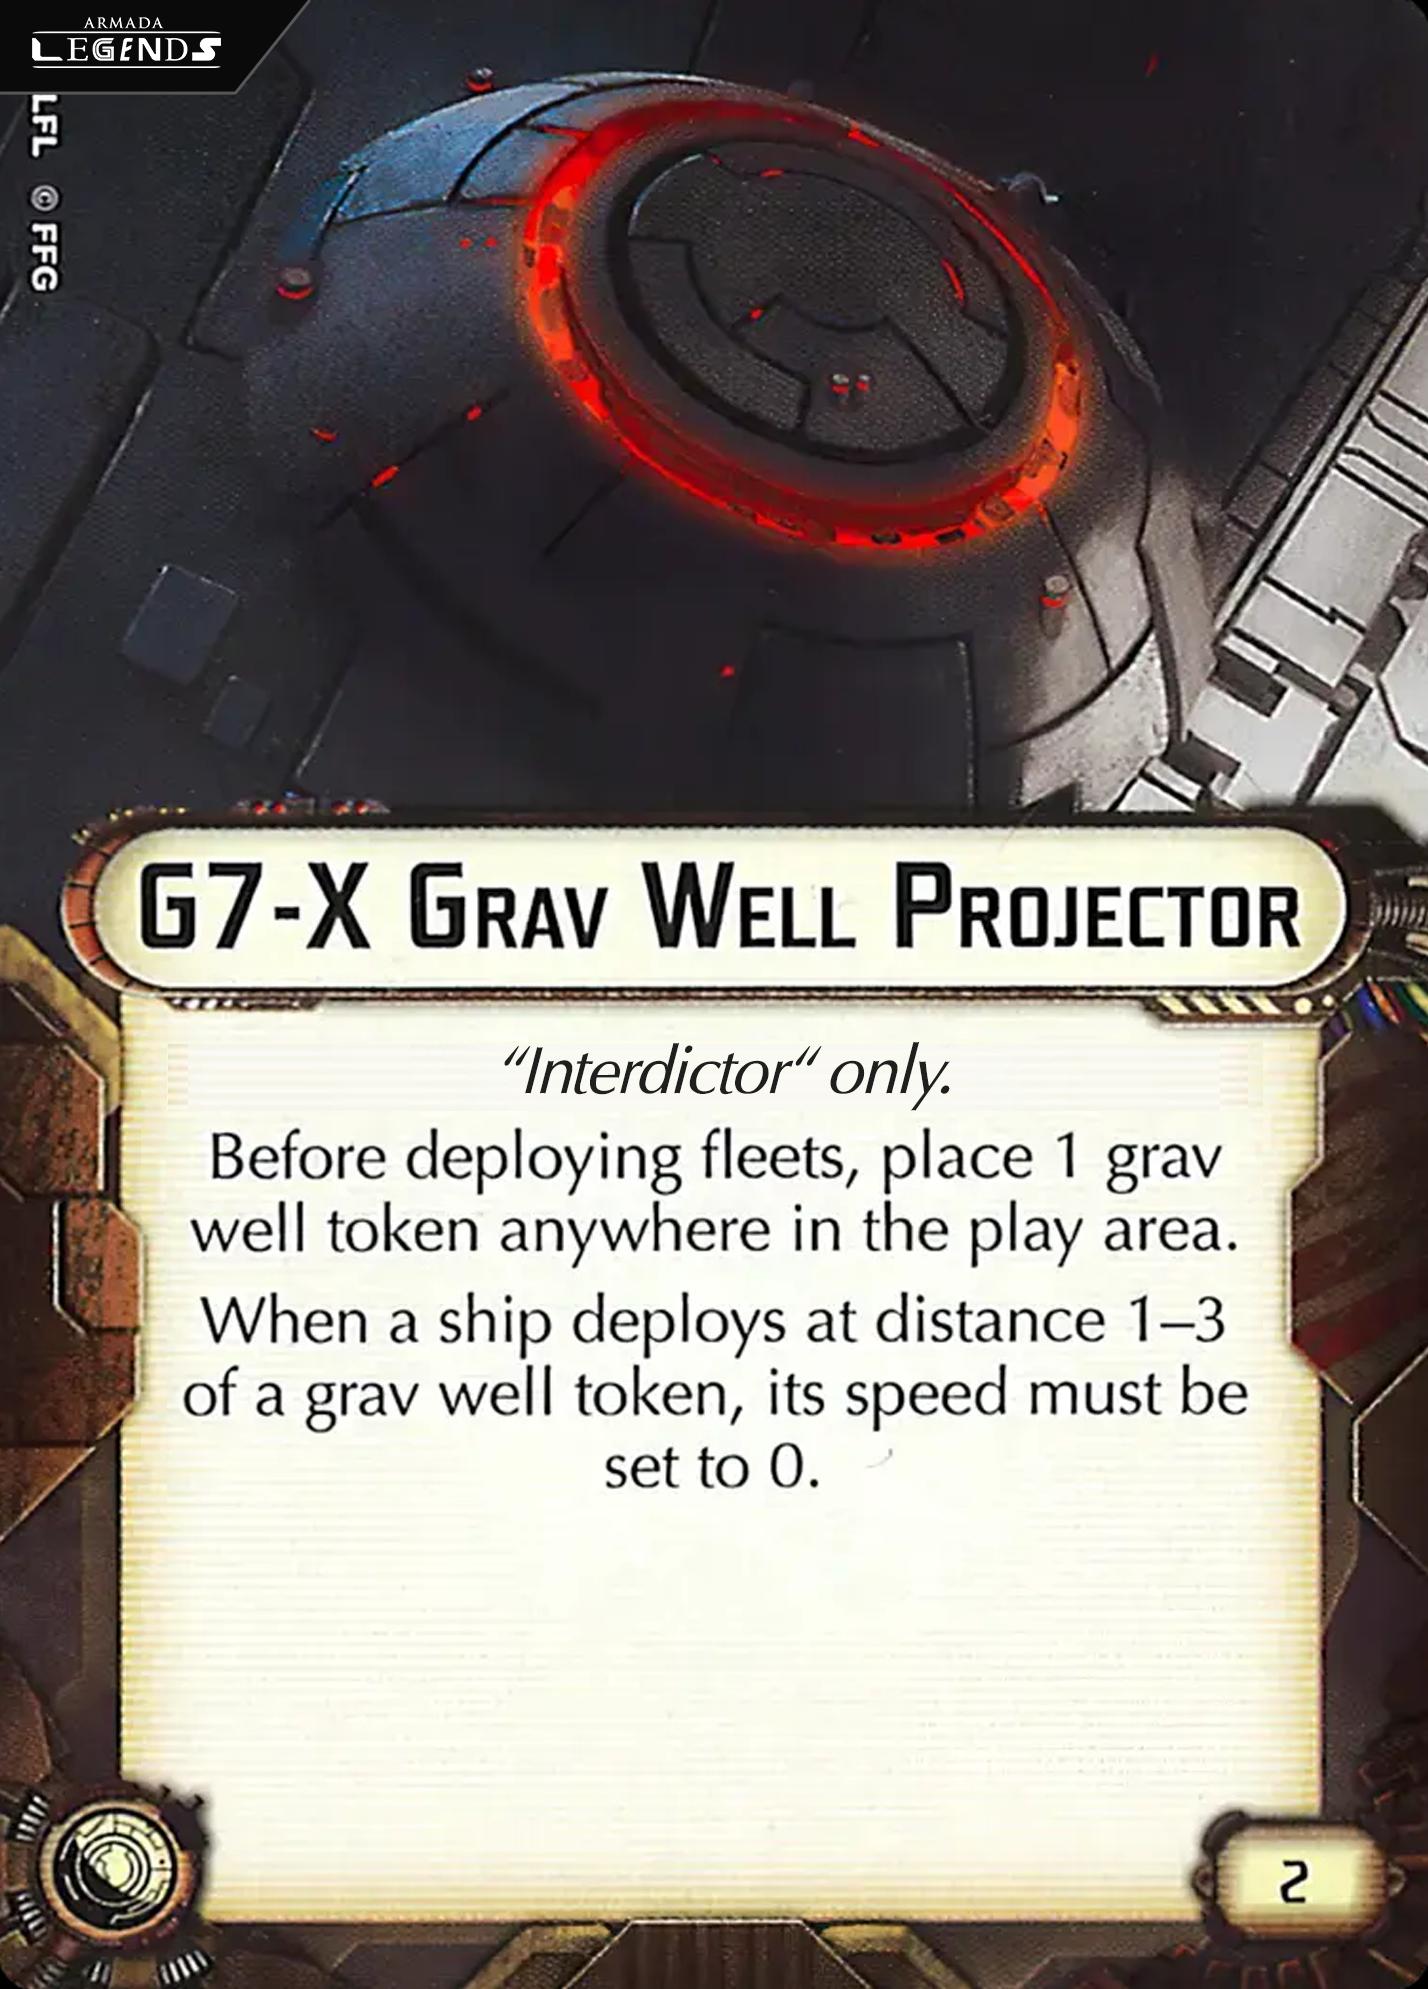 ARMADA
LEGENDS
LFL © FFG
G7-X GRAV WELL PROJECTOR
“Interdictor“ only.
Before deploying fleets, place 1 grav
well token anywhere in the play area.
When a ship deploys at distance 1–3
of a grav well token, its speed must be
set to 0.
2